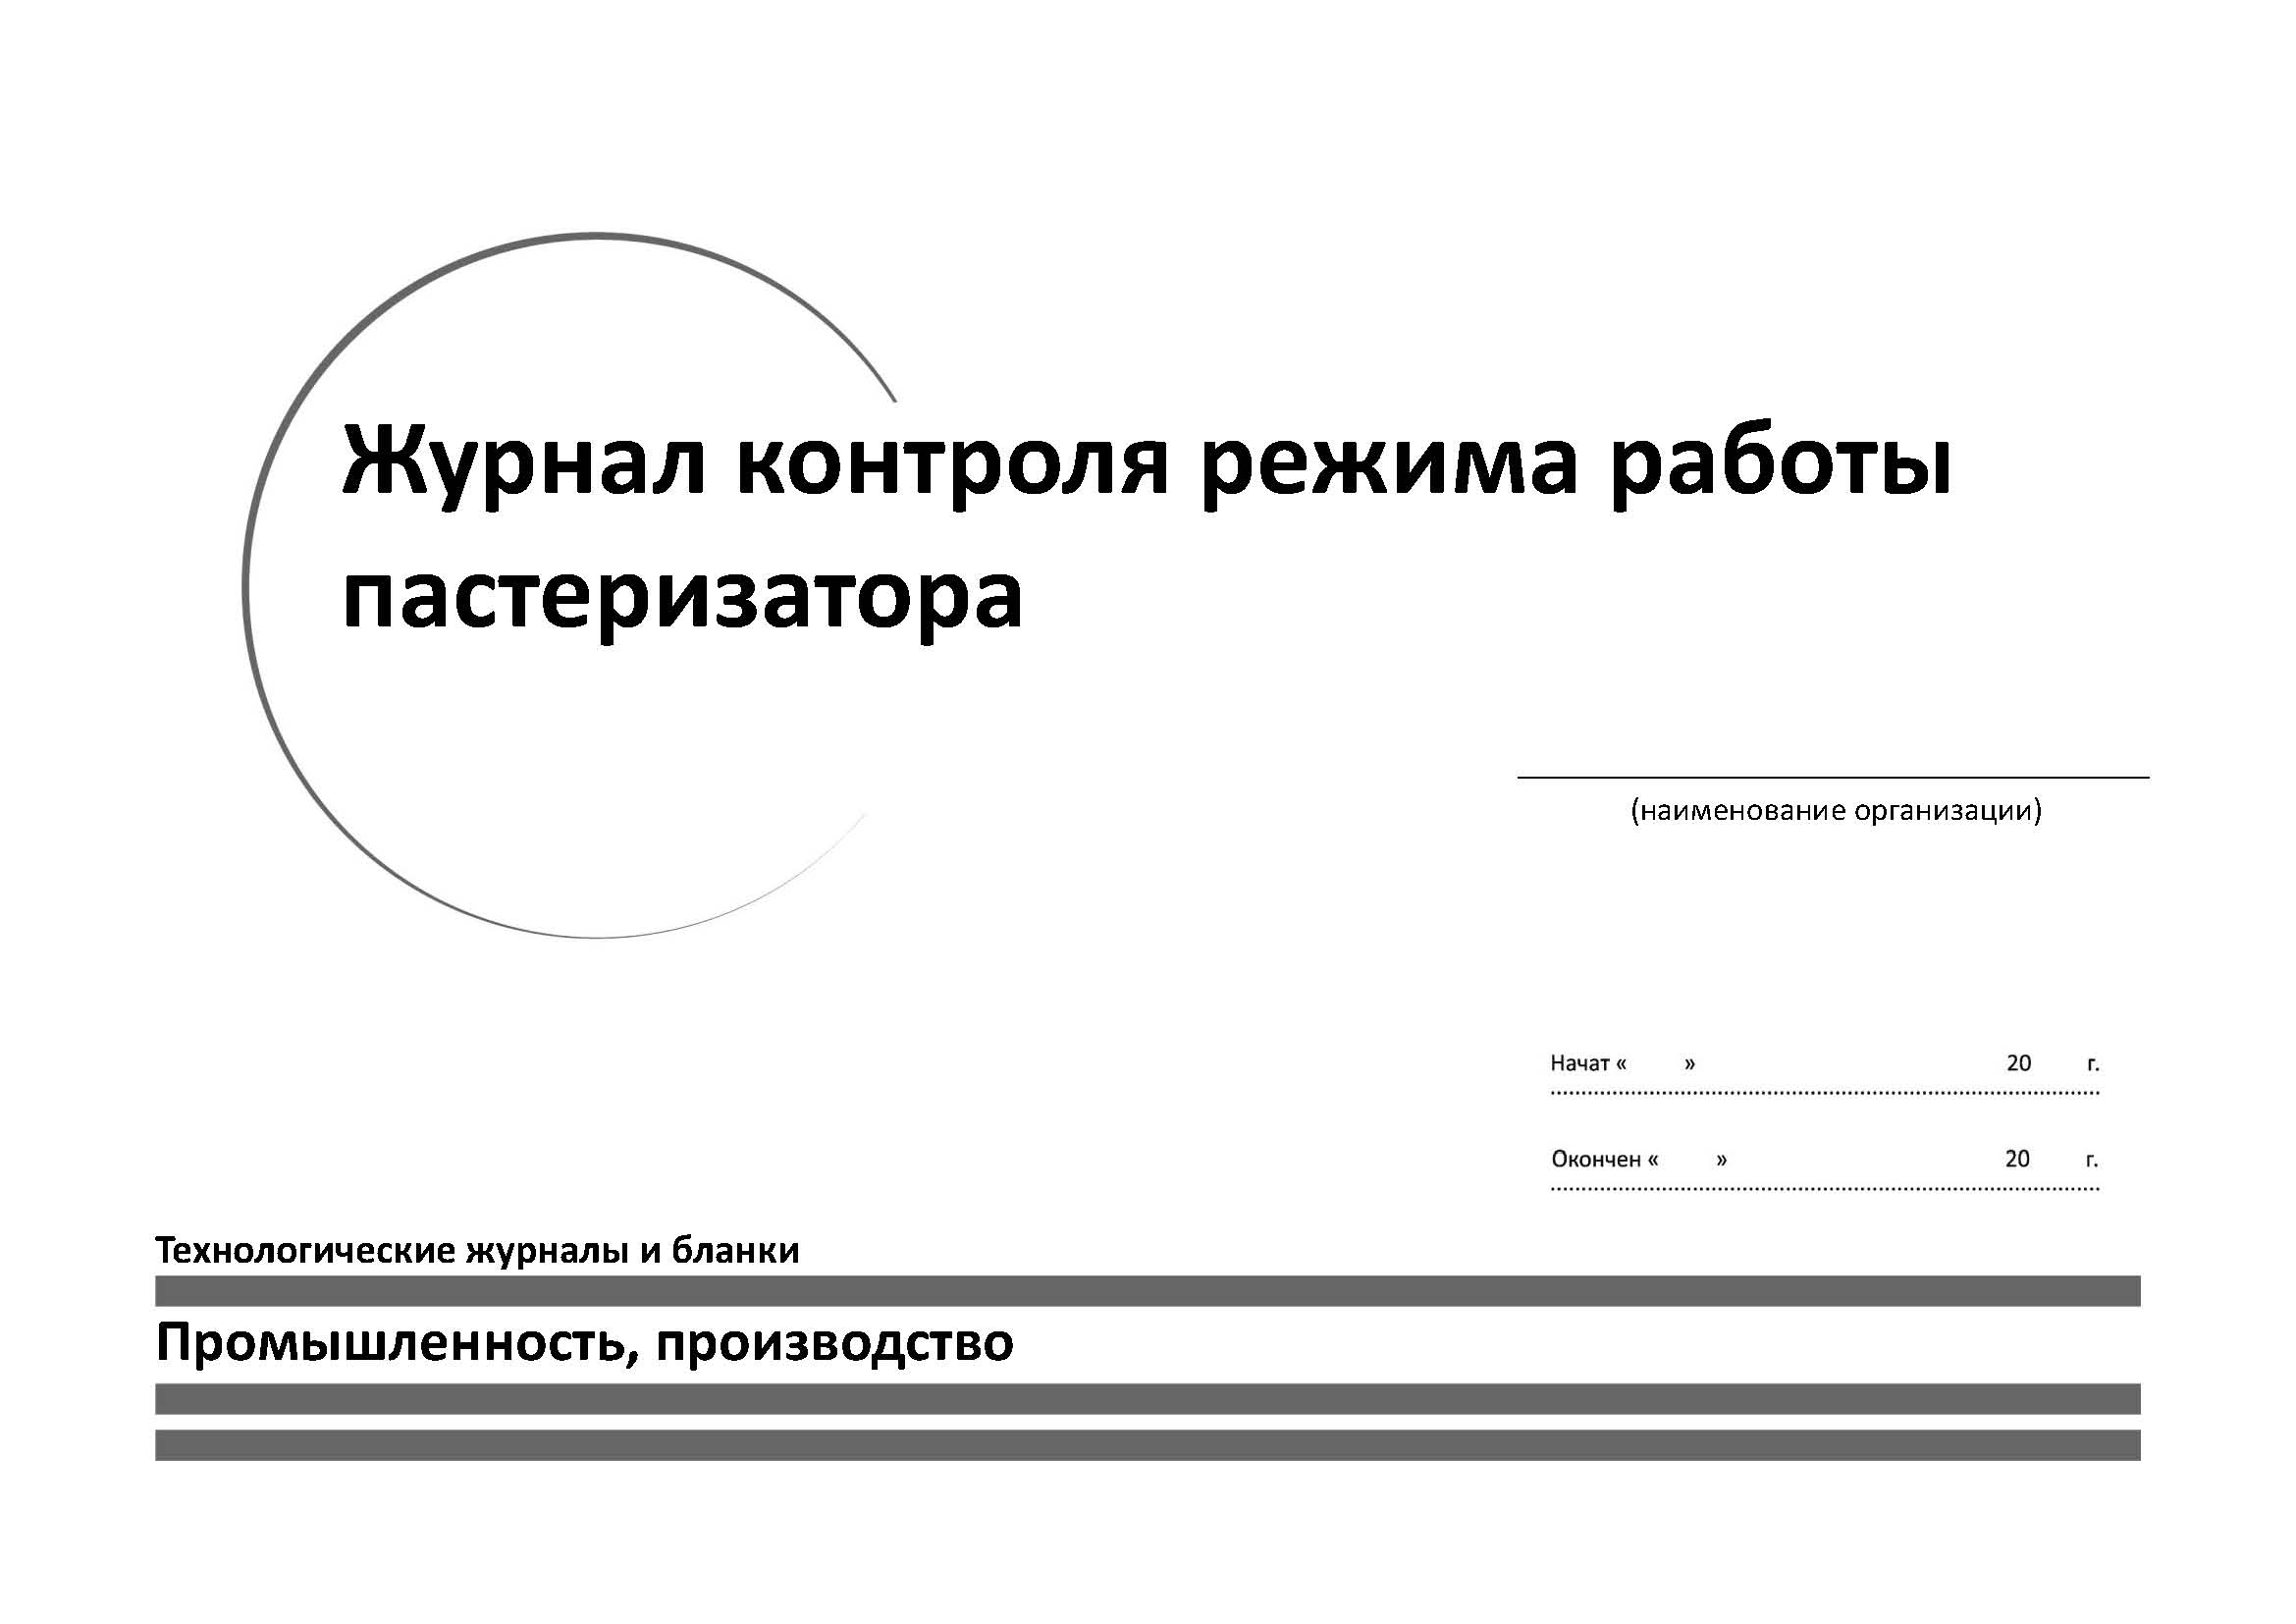 Журнал контроля режима работы
пастеризатора
(наименование организации)
Начат « » 20 г.
Окончен « » 20 г.
Технологические журналы и бланки
Промышленность, производство